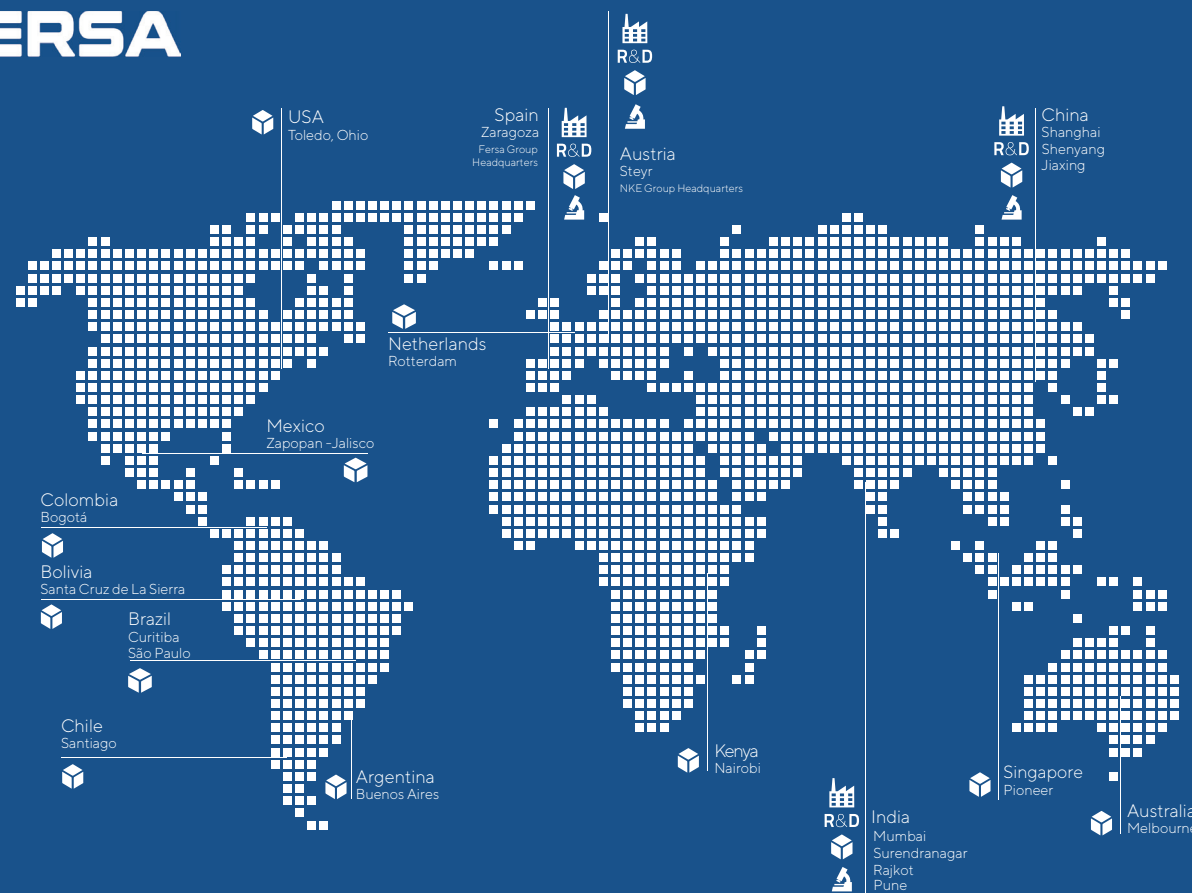 ERSA
R&D
USA
Toledo, Ohio
Spain
Zaragoza
Fersa Group
Headquarters
R&D
Austria
Steyr
NKE Group Headquarters
R&D
China
Shanghai
Shenyang
Jiaxing
Netherlands
Rotterdam
Mexico
Zapopan -Jalisco
Colombia
Bogotá
Bolivia
Santa Cruz de La Sierra
Brazil
Curitiba
São Paulo
Chile
Santiago
Argentina
Buenos Aires
Kenya
Nairobi
Singapore
Pioneer
R&D
India
Mumbai
Surendranagar
Rajkot
Pune
Australia
Melbourne